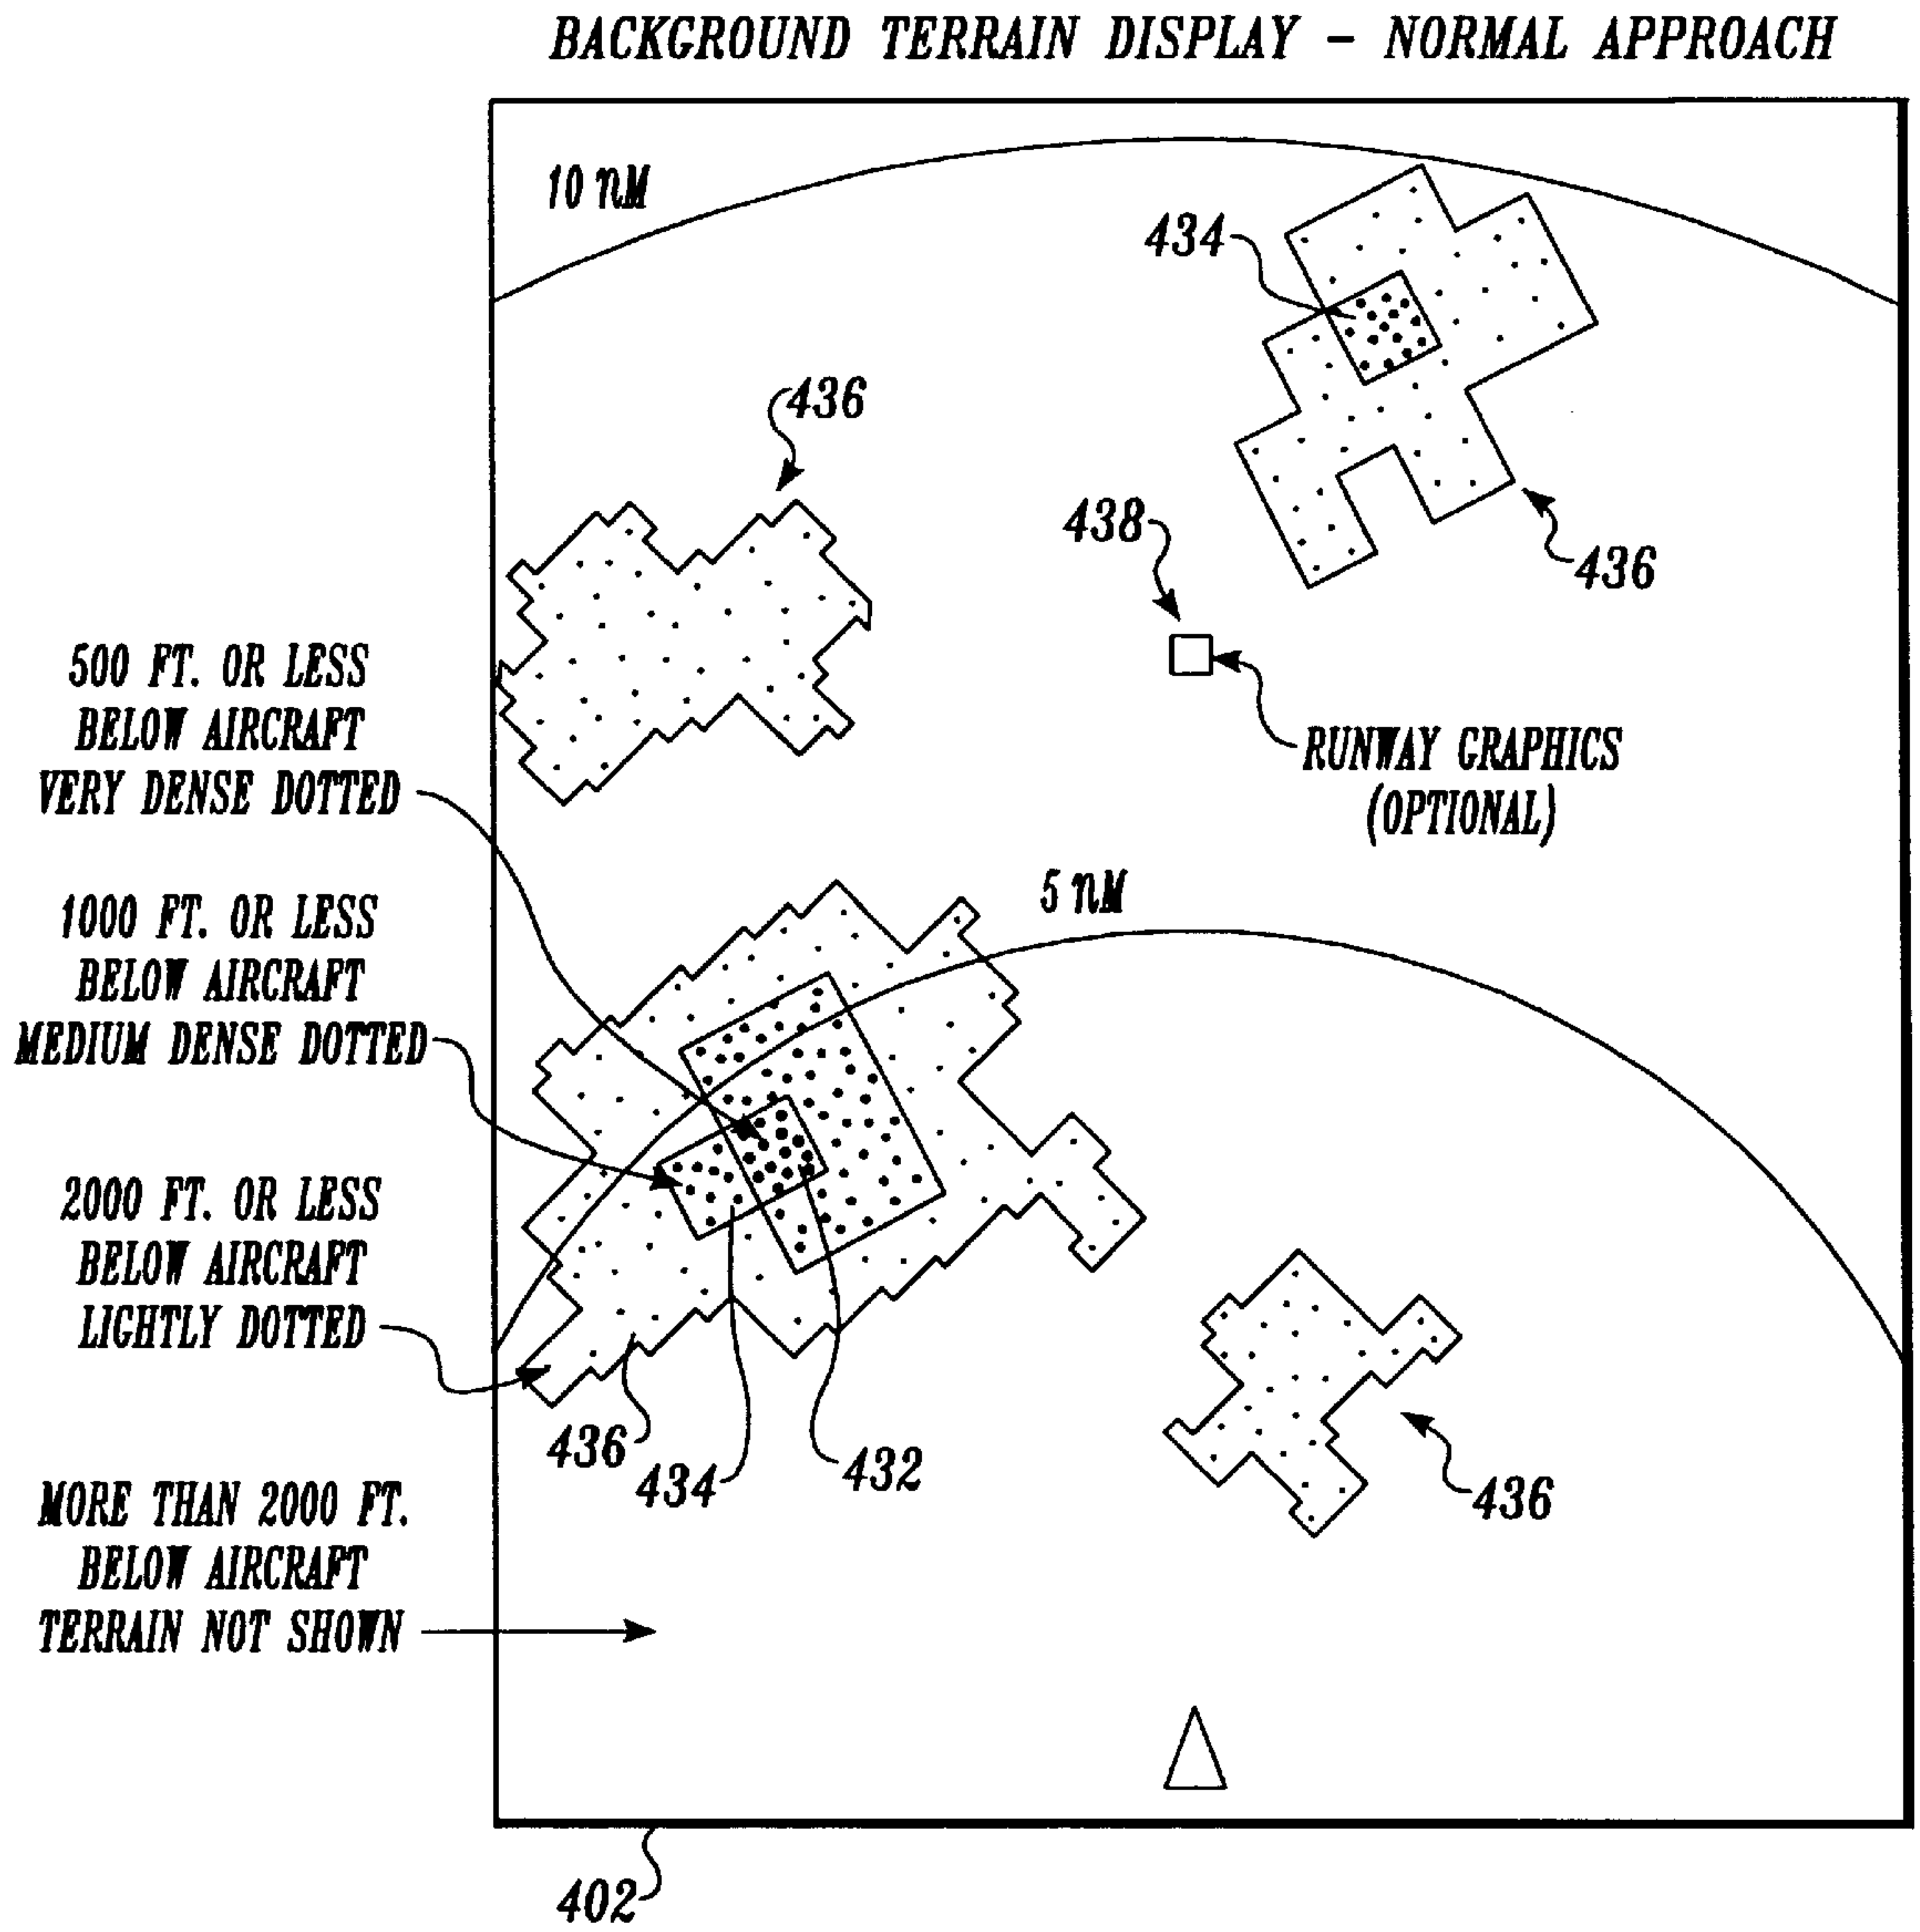 BACKGROUND TERRAIN DISPLAY - NORMAL APPROACH
10 nM
434
436
438
436
500 FT. OR LESS
BELOW AIRCRAFT
VERY DENSE DOTTED
RUNWAY GRAPHICS
(OPTIONAL)
5 nM
1000 FT. OR LESS
BELOW AIRCRAFT
MEDIUM DENSE DOTTED
2000 FT. OR LESS
BELOW AIRCRAFT
LIGHTLY DOTTED
436
434
432
436
MORE THAN 2000 FT.
BELOW AIRCRAFT
TERRAIN NOT SHOWN
402